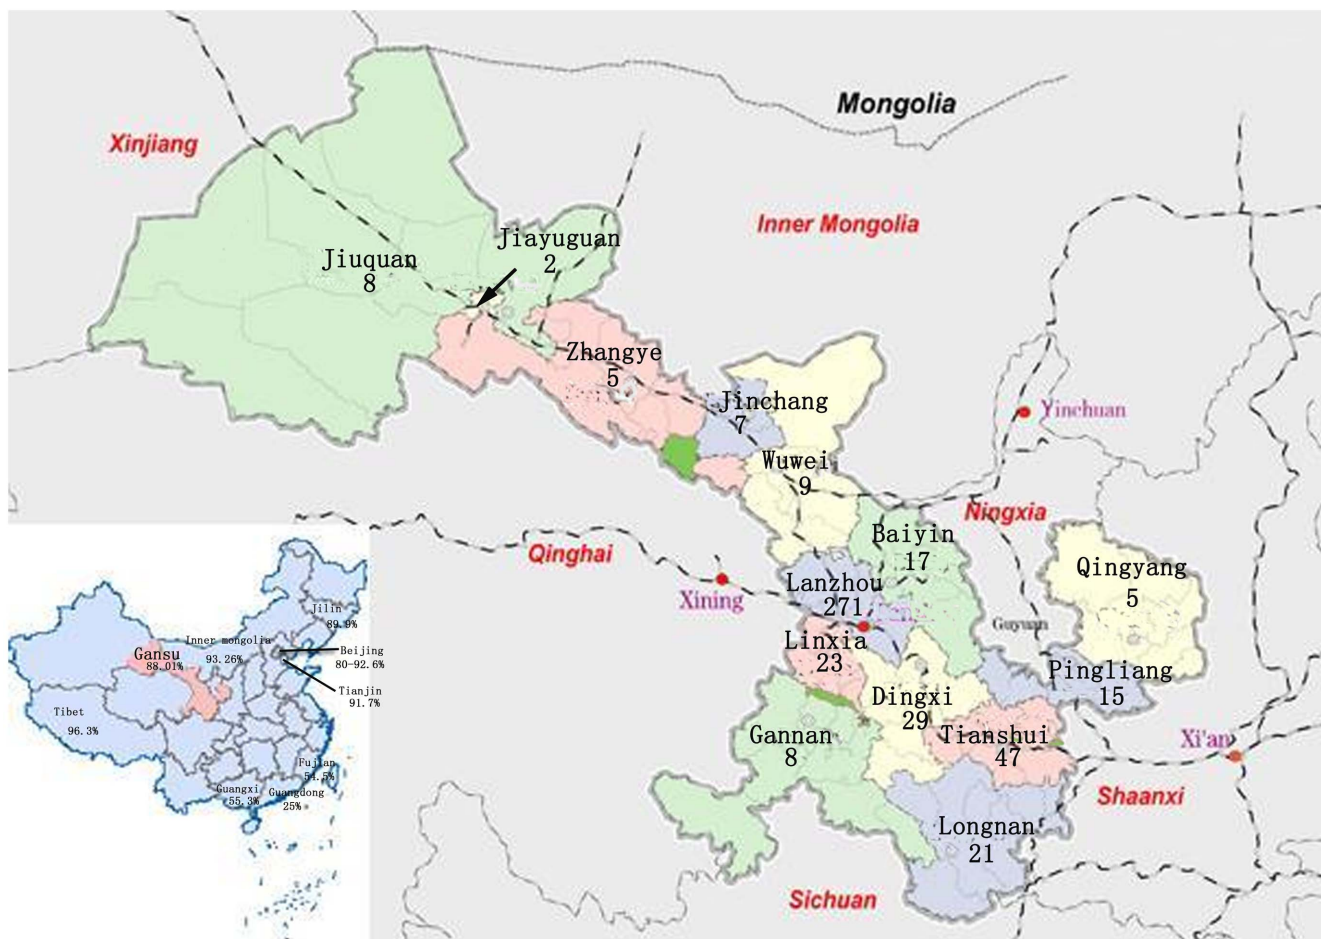 Mongolia
Xinjiang
Inner Mongolia
Jiayuguan
2
Jiuquan
8
Zhangye
5
Jinchang
7
Yinchuan
Wuwei
9
Ningxia
Baiyin
17
Qinghai
Qingyang
5
Lanzhou
271
Xining
Guyuan
Linxia
23
Pingliang
15
Dingxi
29
Gannan
8
Tianshui
47
Xi'an
Shaanxi
Longnan
21
Sichuan
Jilin
89.9%
Inner mongolia
93.26%
Beijing
80-92.6%
Gansu
88.01%
Tianjin
91.7%
Tibet
96.3%
Fujian
54.5%
Guangxi
55.3%
Guangdong
25%